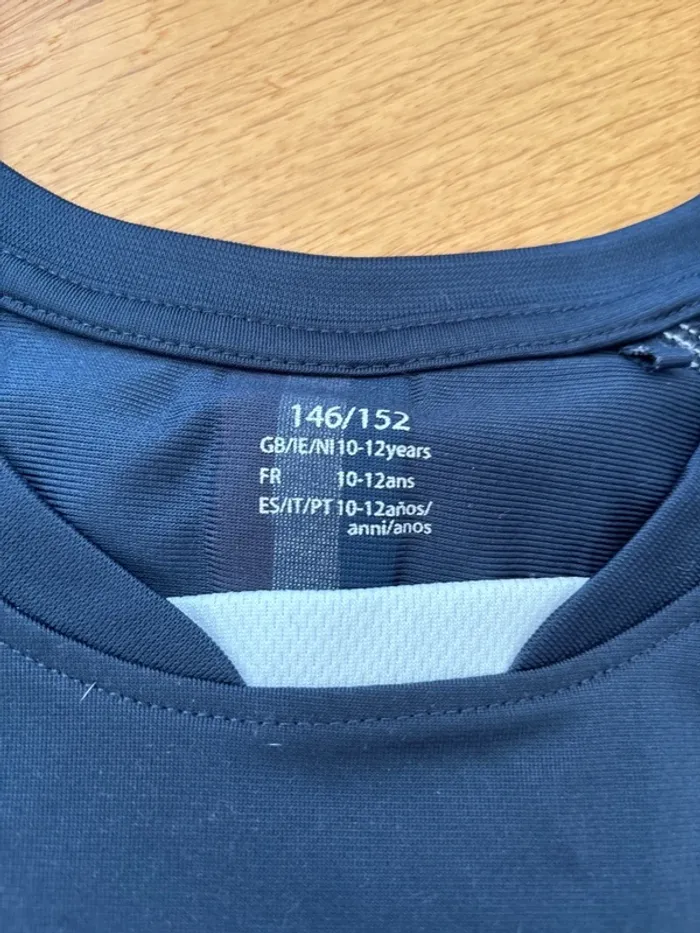 146/152
GB/IE/NI 10-12years
FR 10-12ans
ES/IT/PT 10-12años/
anni/anos